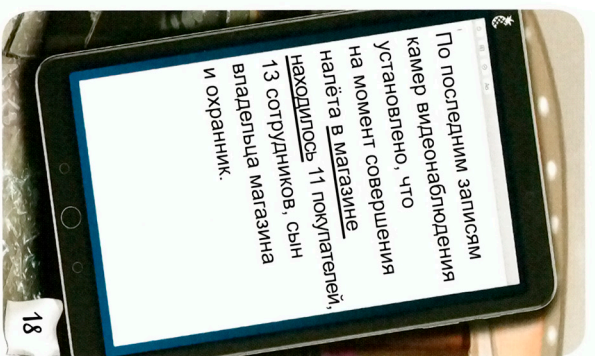 По последним записям
камер видеонаблюдения
установлено, что
на момент совершения
налёта в магазине
находилось 11 покупателей,
13 сотрудников, сын
владельца магазина
и охранник.
18